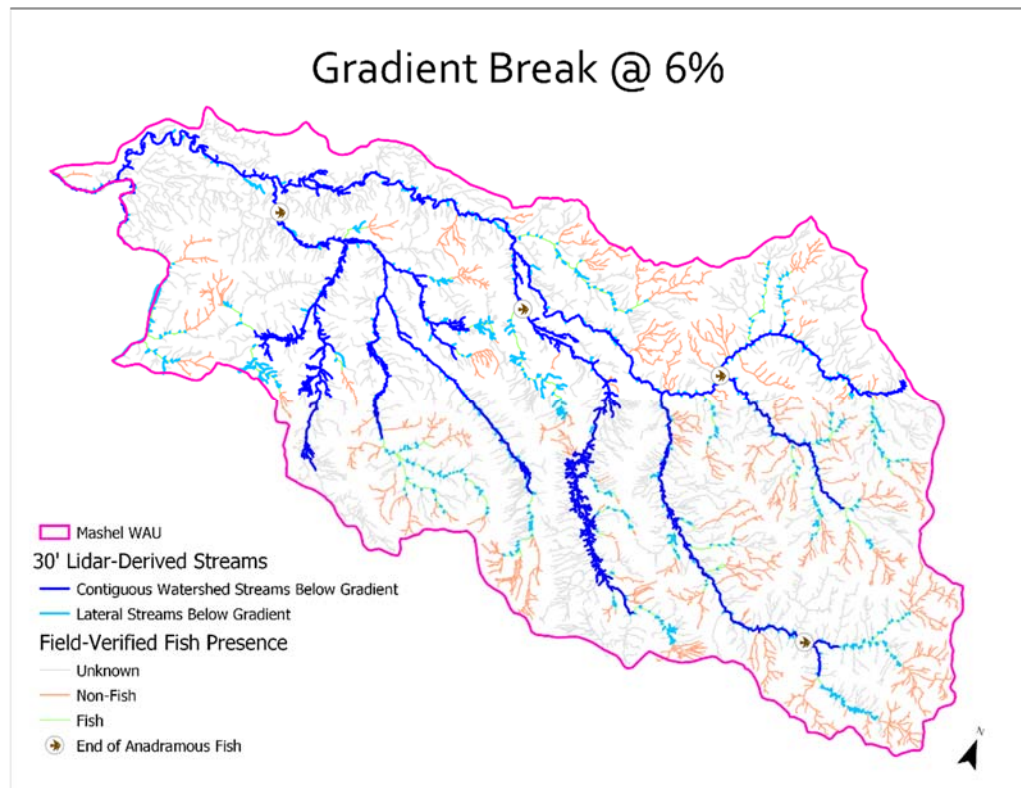 Gradient Break @ 6%
Mashel WAU
30' Lidar-Derived Streams
Contiguous Watershed Streams Below Gradient
Lateral Streams Below Gradient
Field-Verified Fish Presence
Unknown
Non-Fish
Fish
End of Anadramous Fish
N